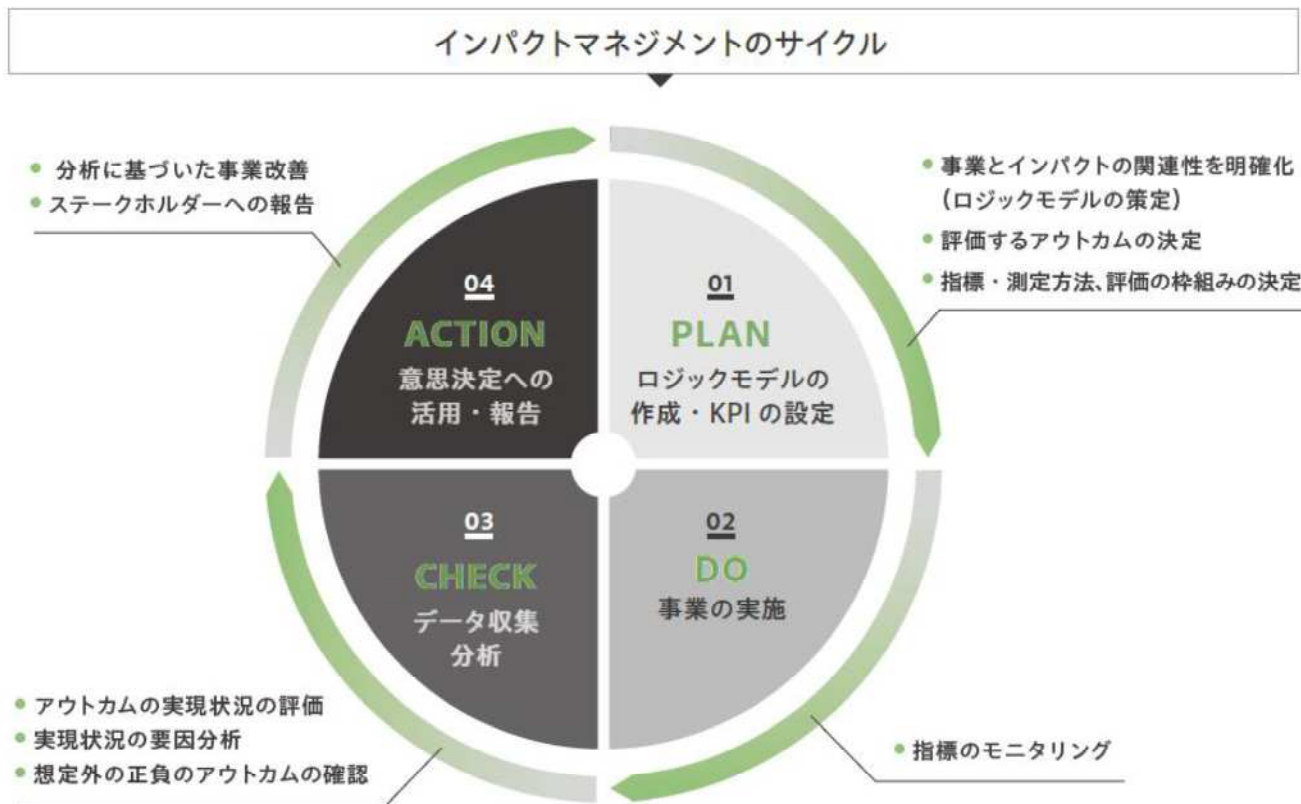 インパクトマネジメントのサイクル
● 分析に基づいた事業改善
● ステークホルダーへの報告
● 事業とインパクトの関連性を明確化
(ロジックモデルの策定)
● 評価するアウトカムの決定
● 指標・測定方法、評価の枠組みの決定
04
ACTION
意思決定への
活用・報告
01
PLAN
ロジックモデルの
作成・KPIの設定
03
CHECK
データ収集
分析
02
DO
事業の実施
● アウトカムの実現状況の評価
● 実現状況の要因分析
● 想定外の正負のアウトカムの確認
● 指標のモニタリング